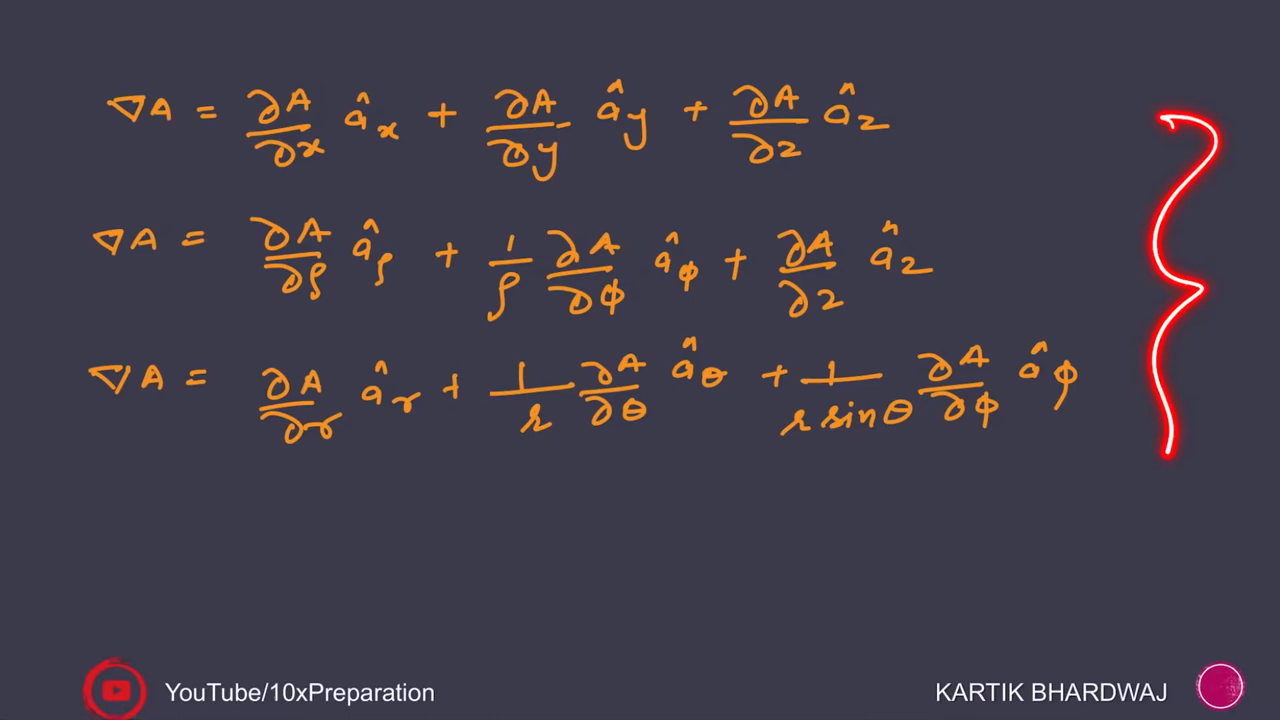 ∇A = ∂A/∂x âx + ∂A/∂y ây + ∂A/∂z âz
∇A = ∂A/∂ρ âρ + 1/ρ ∂A/∂φ âφ + ∂A/∂z âz
∇A = ∂A/∂r âr + 1/r ∂A/∂θ âθ + 1/(r sinθ) ∂A/∂φ âφ
YouTube/10xPreparation
KARTIK BHARDWAJ